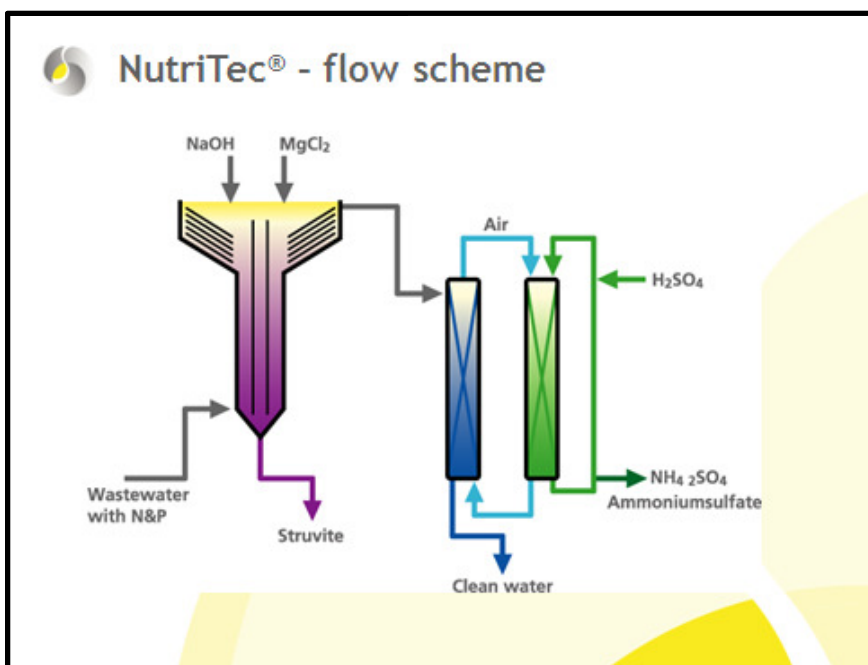 NutriTec® - flow scheme
NaOH
MgCl₂
Air
H₂SO₄
Wastewater
with N&P
Struvite
NH₄ ₂SO₄
Ammoniumsulfate
Clean water